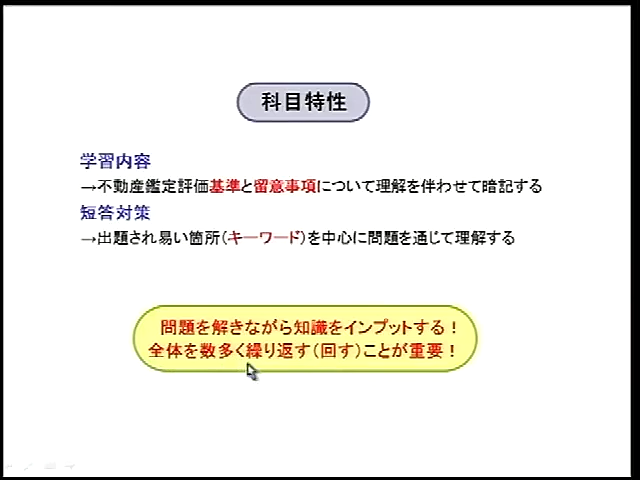 科目特性
学習内容
→不動産鑑定評価基準と留意事項について理解を伴わせて暗記する
短答対策
→出題され易い箇所(キーワード)を中心に問題を通じて理解する
問題を解きながら知識をインプットする!
全体を数多く繰り返す(回す)ことが重要!